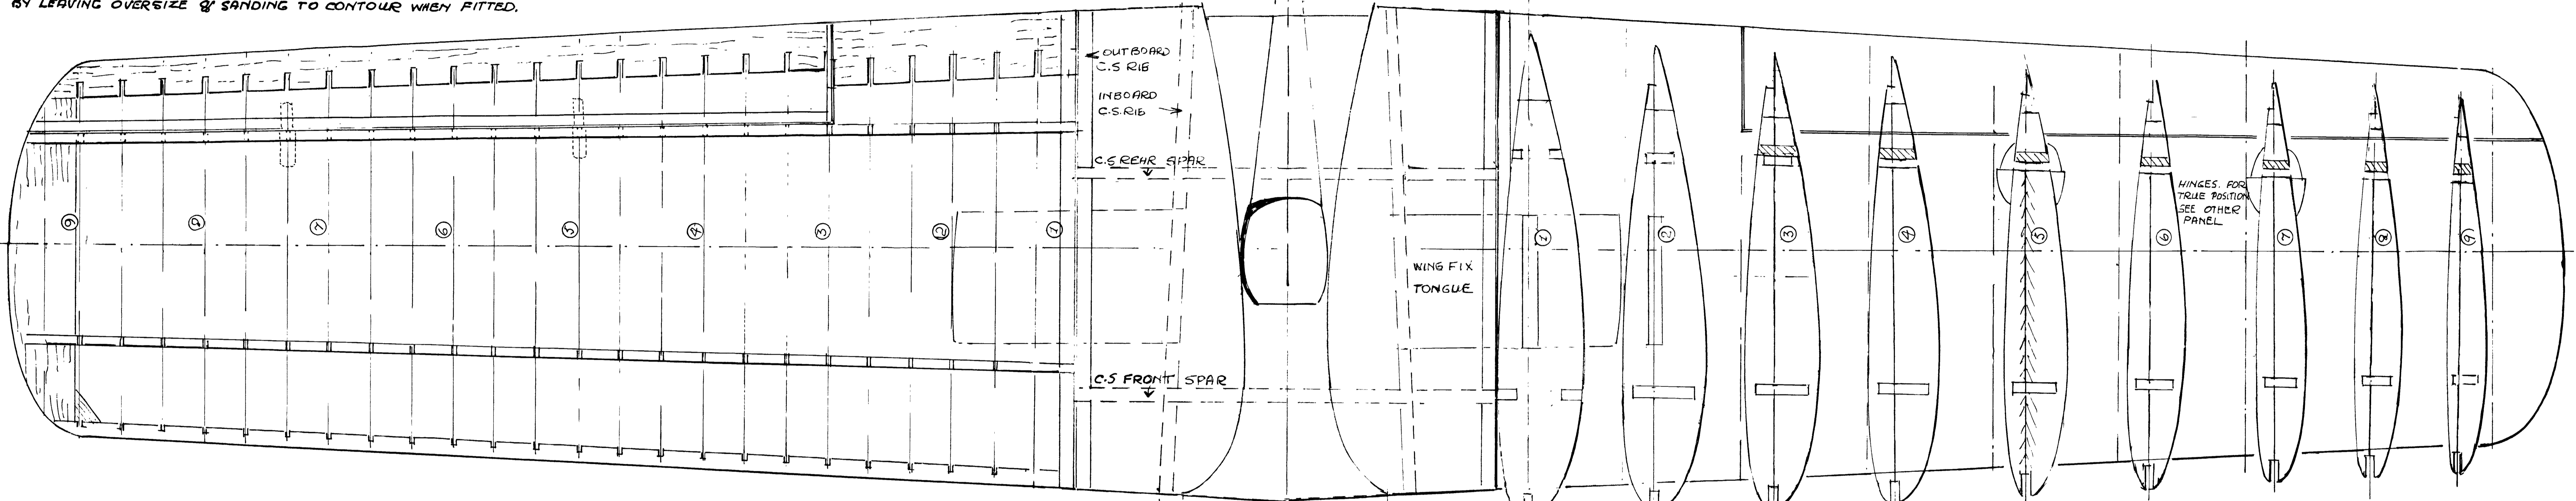 BY LEAVING OVERSIZE & SANDING TO CONTOUR WHEN FITTED.
OUTBOARD
C.S RIB
INBOARD
C.S.RIB
C.S REAR SPAR
HINGES. FOR
TRUE POSITION
SEE OTHER
PANEL
9 8 7 6 5 4 3 2 1
1 2 3 4 5 6 7 8 9
WING FIX
TONGUE
C.S FRONT SPAR